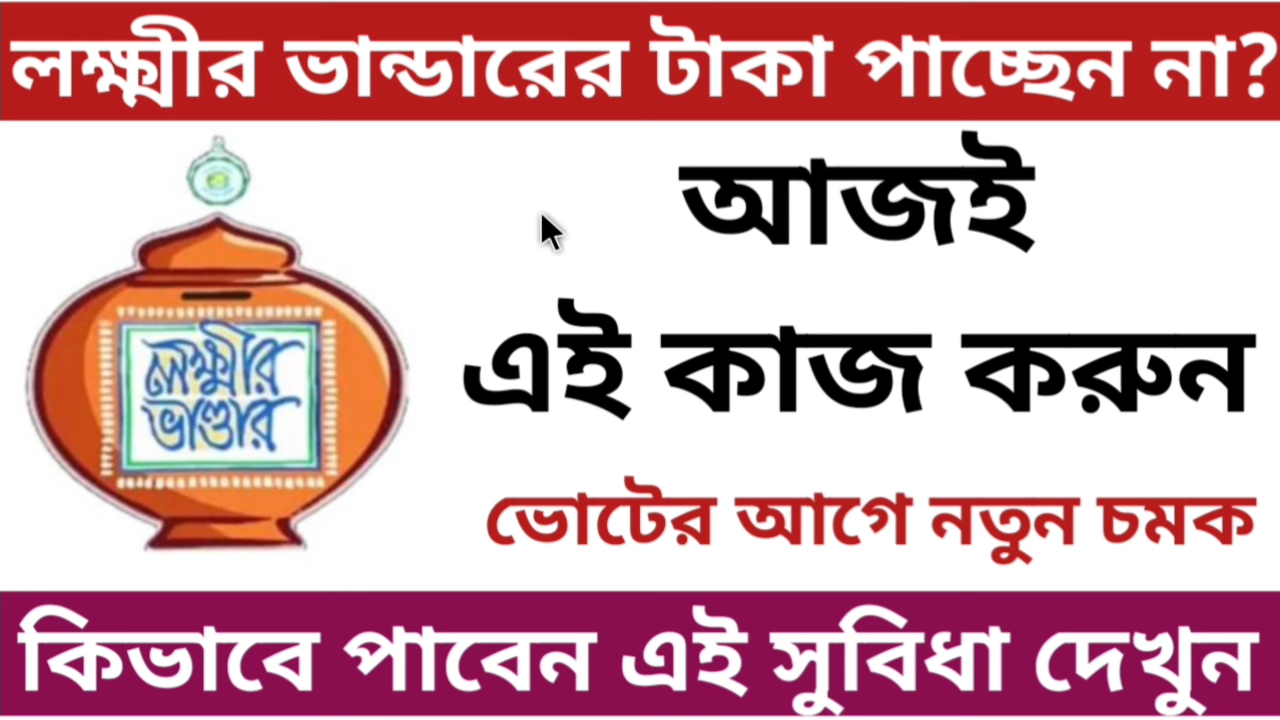 লক্ষ্মীর ভান্ডারের টাকা পাচ্ছেন না?
আজই
এই কাজ করুন
লক্ষ্মীর
ভাণ্ডার
ভোটের আগে নতুন চমক
কিভাবে পাবেন এই সুবিধা দেখুন